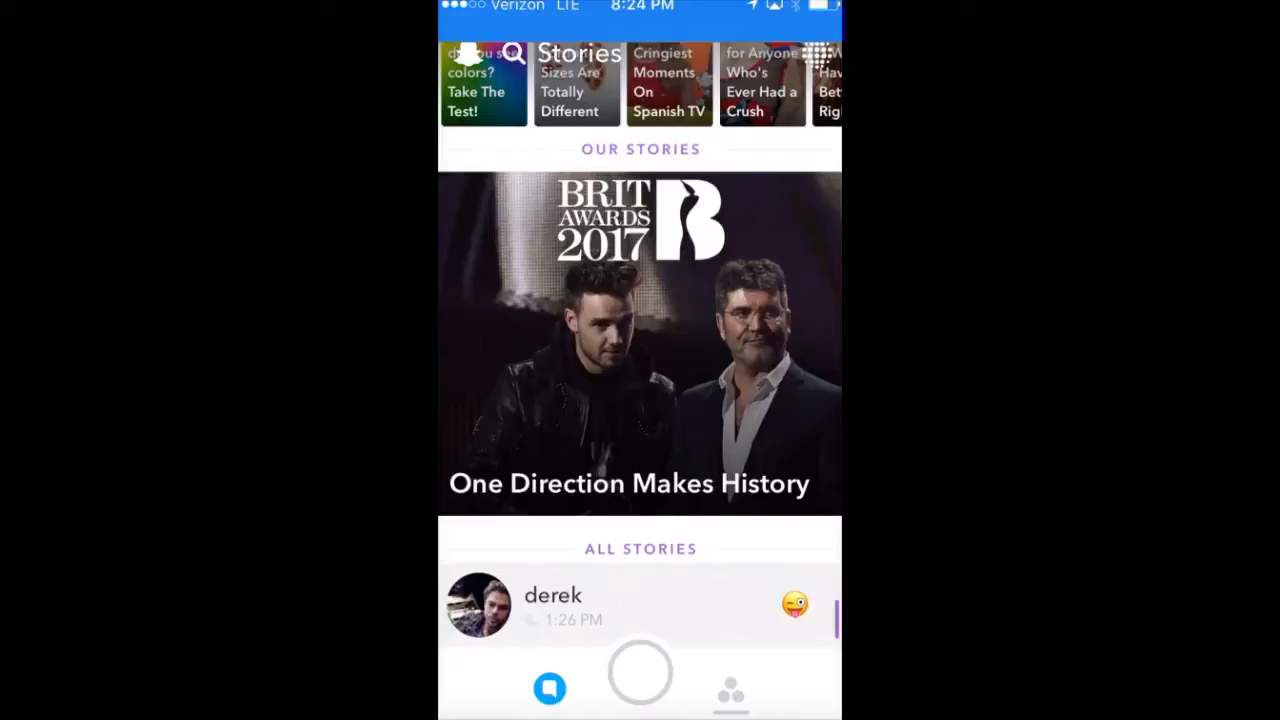 Verizon LTE 8:24 PM
Stories
colors?
Take The
Test!
Sizes Are
Totally
Different
Cringiest
Moments
On
Spanish TV
for Anyone
Who's
Ever Had a
Crush
OUR STORIES
BRIT
AWARDS
2017
One Direction Makes History
ALL STORIES
derek
1:26 PM